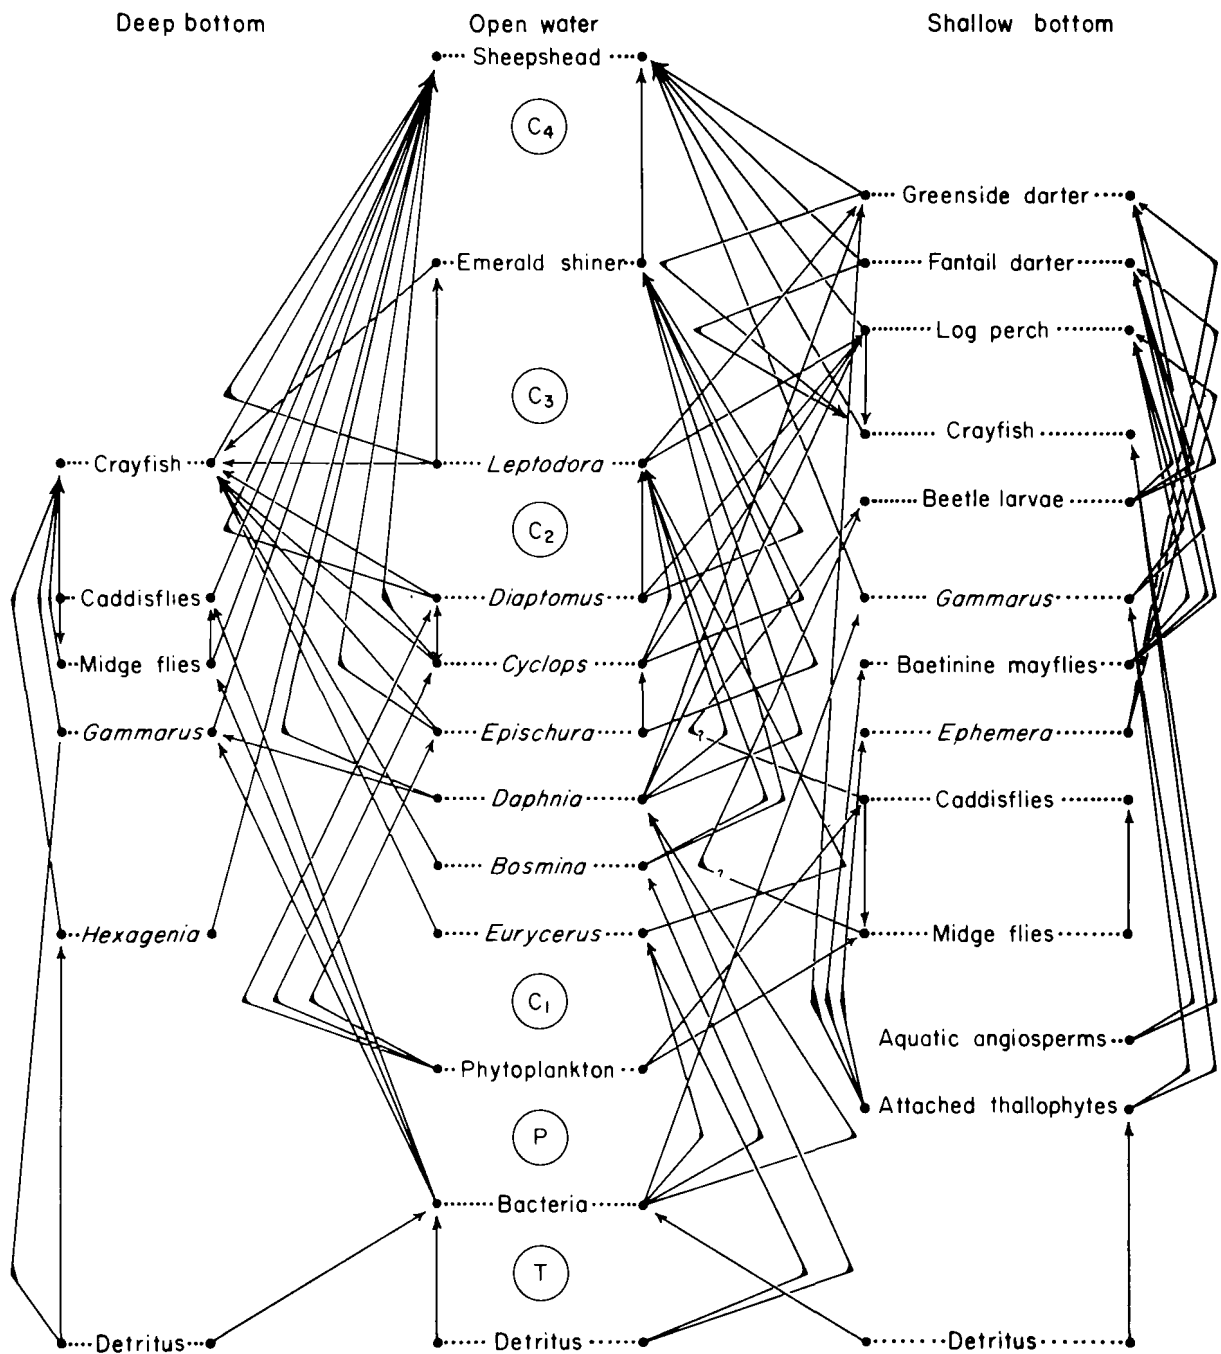 Deep bottom
Open water
Shallow bottom
Sheepshead
C4
Greenside darter
Emerald shiner
Fantail darter
Log perch
C3
Crayfish
Crayfish
Leptodora
Beetle larvae
C2
Caddisflies
Diaptomus
Gammarus
Midge flies
Cyclops
Baetinine mayflies
Gammarus
Epischura
Ephemera
?
Daphnia
Caddisflies
Bosmina
?
Hexagenia
Eurycerus
Midge flies
C1
Aquatic angiosperms
Phytoplankton
Attached thallophytes
P
Bacteria
T
Detritus
Detritus
Detritus